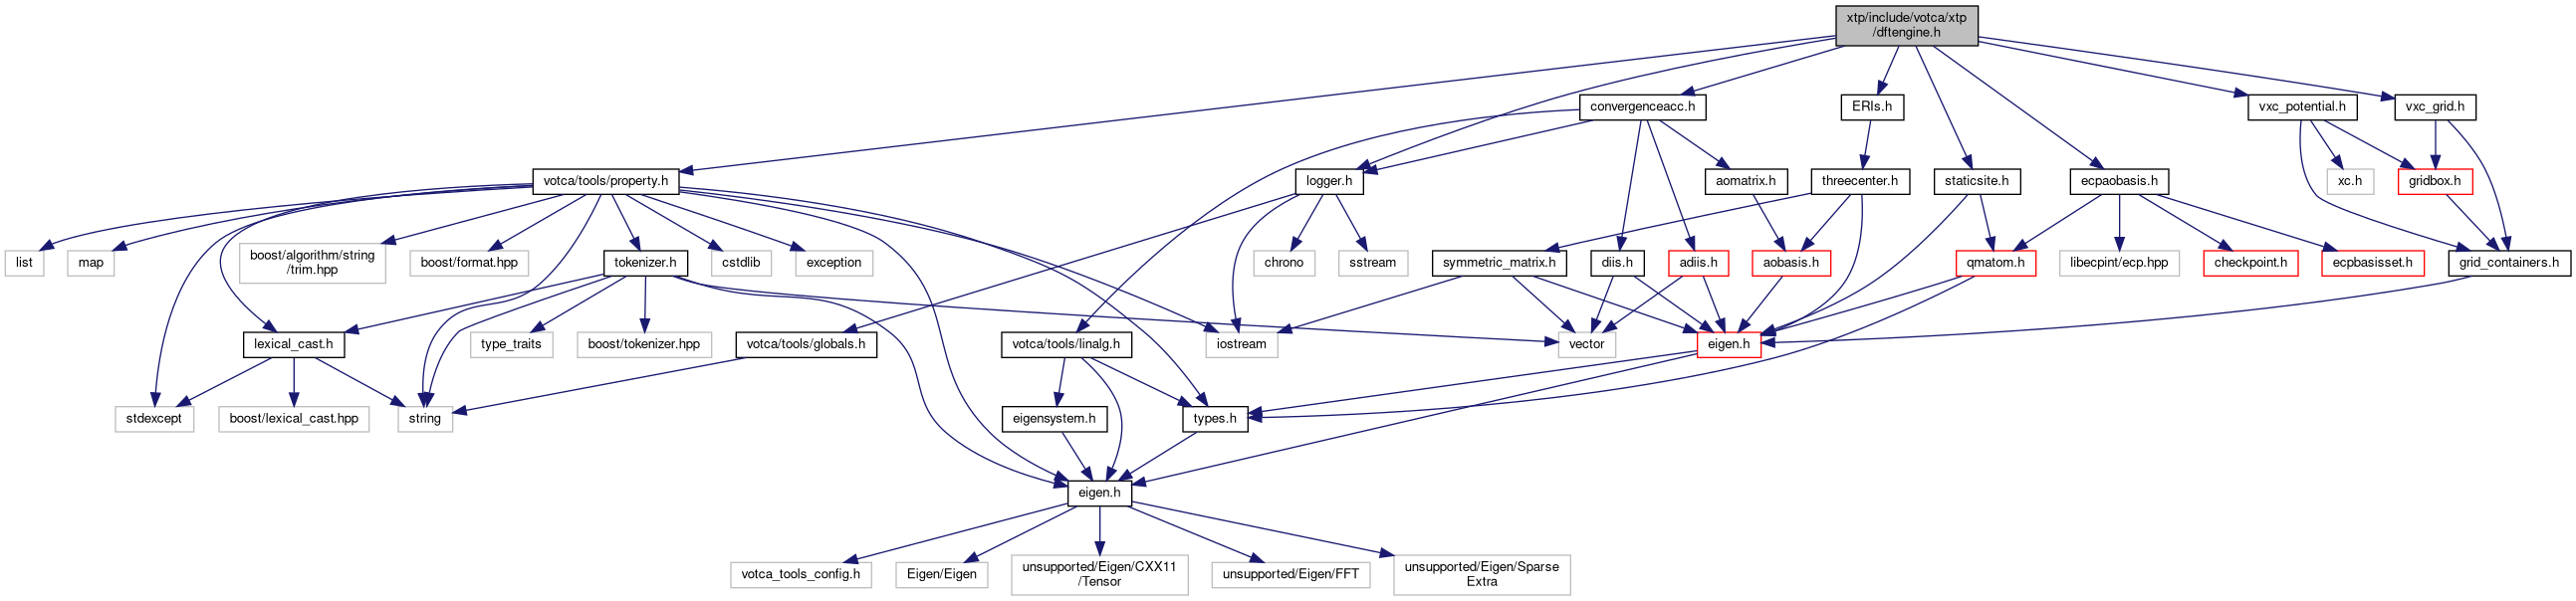 xtp/include/votca/xtp
/dftengine.h
convergenceacc.h
ERIs.h
vxc_potential.h
vxc_grid.h
votca/tools/property.h
logger.h
aomatrix.h
threecenter.h
staticsite.h
ecpaobasis.h
xc.h
gridbox.h
list
map
boost/algorithm/string
/trim.hpp
boost/format.hpp
tokenizer.h
cstdlib
exception
chrono
sstream
symmetric_matrix.h
diis.h
adiis.h
aobasis.h
qmatom.h
libecpint/ecp.hpp
checkpoint.h
ecpbasisset.h
grid_containers.h
lexical_cast.h
type_traits
boost/tokenizer.hpp
votca/tools/globals.h
votca/tools/linalg.h
iostream
vector
eigen.h
stdexcept
boost/lexical_cast.hpp
string
eigensystem.h
types.h
eigen.h
votca_tools_config.h
Eigen/Eigen
unsupported/Eigen/CXX11
/Tensor
unsupported/Eigen/FFT
unsupported/Eigen/Sparse
Extra